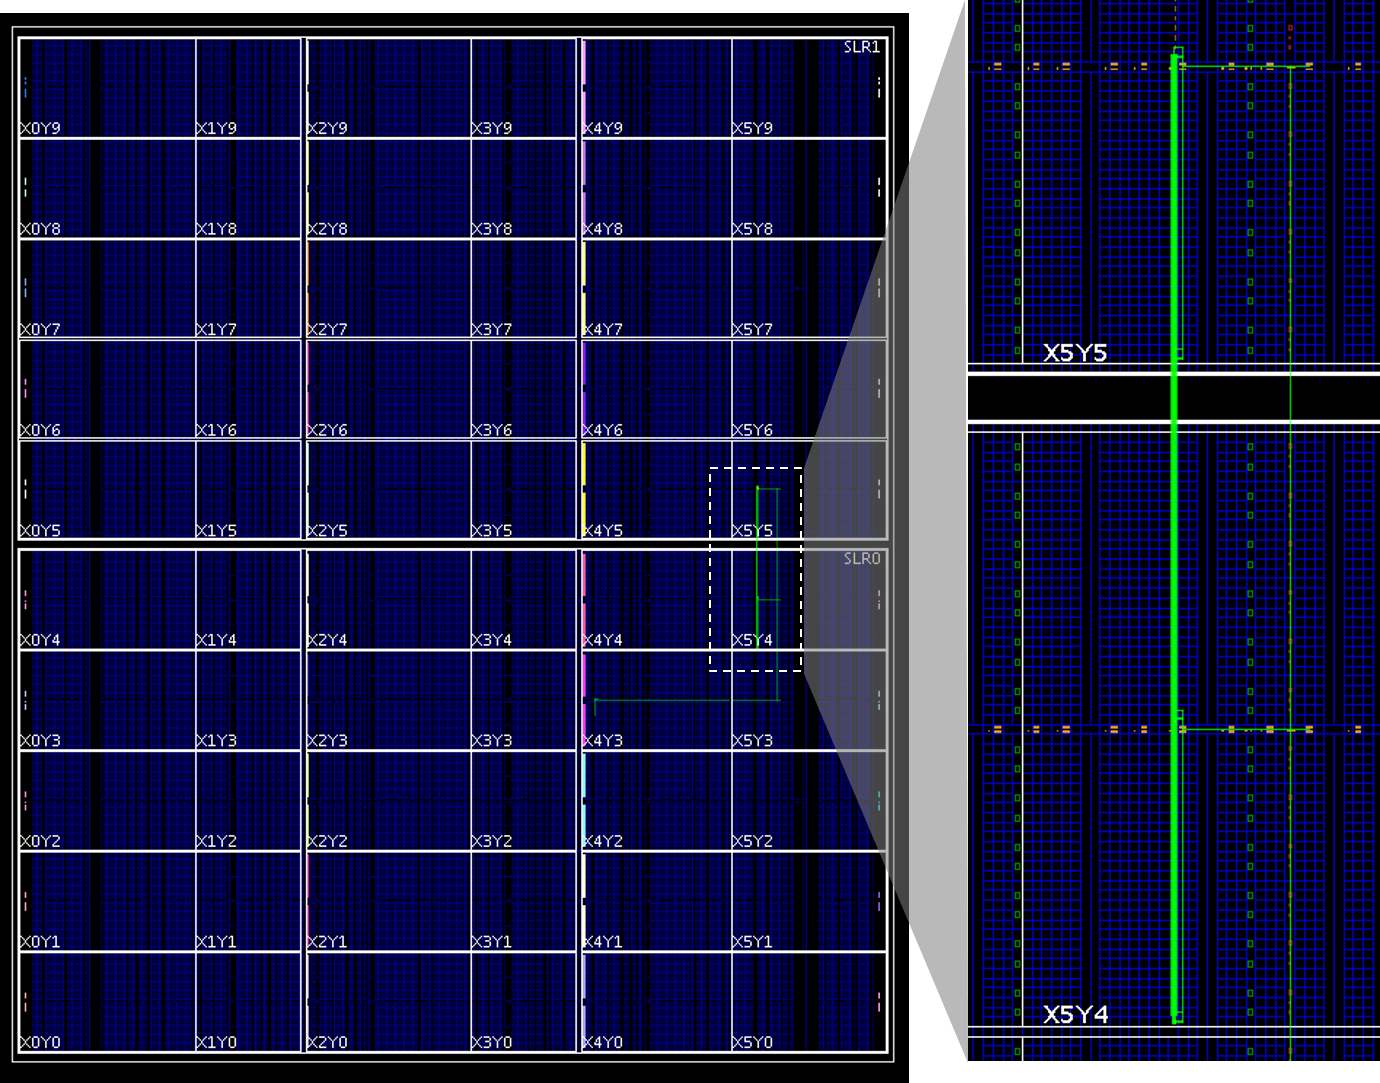 SLR1
X0Y9 X1Y9 X2Y9 X3Y9 X4Y9 X5Y9
X0Y8 X1Y8 X2Y8 X3Y8 X4Y8 X5Y8
X0Y7 X1Y7 X2Y7 X3Y7 X4Y7 X5Y7
X0Y6 X1Y6 X2Y6 X3Y6 X4Y6 X5Y6
X0Y5 X1Y5 X2Y5 X3Y5 X4Y5 X5Y5
SLR0
X0Y4 X1Y4 X2Y4 X3Y4 X4Y4 X5Y4
X0Y3 X1Y3 X2Y3 X3Y3 X4Y3 X5Y3
X0Y2 X1Y2 X2Y2 X3Y2 X4Y2 X5Y2
X0Y1 X1Y1 X2Y1 X3Y1 X4Y1 X5Y1
X0Y0 X1Y0 X2Y0 X3Y0 X4Y0 X5Y0
X5Y5
X5Y4